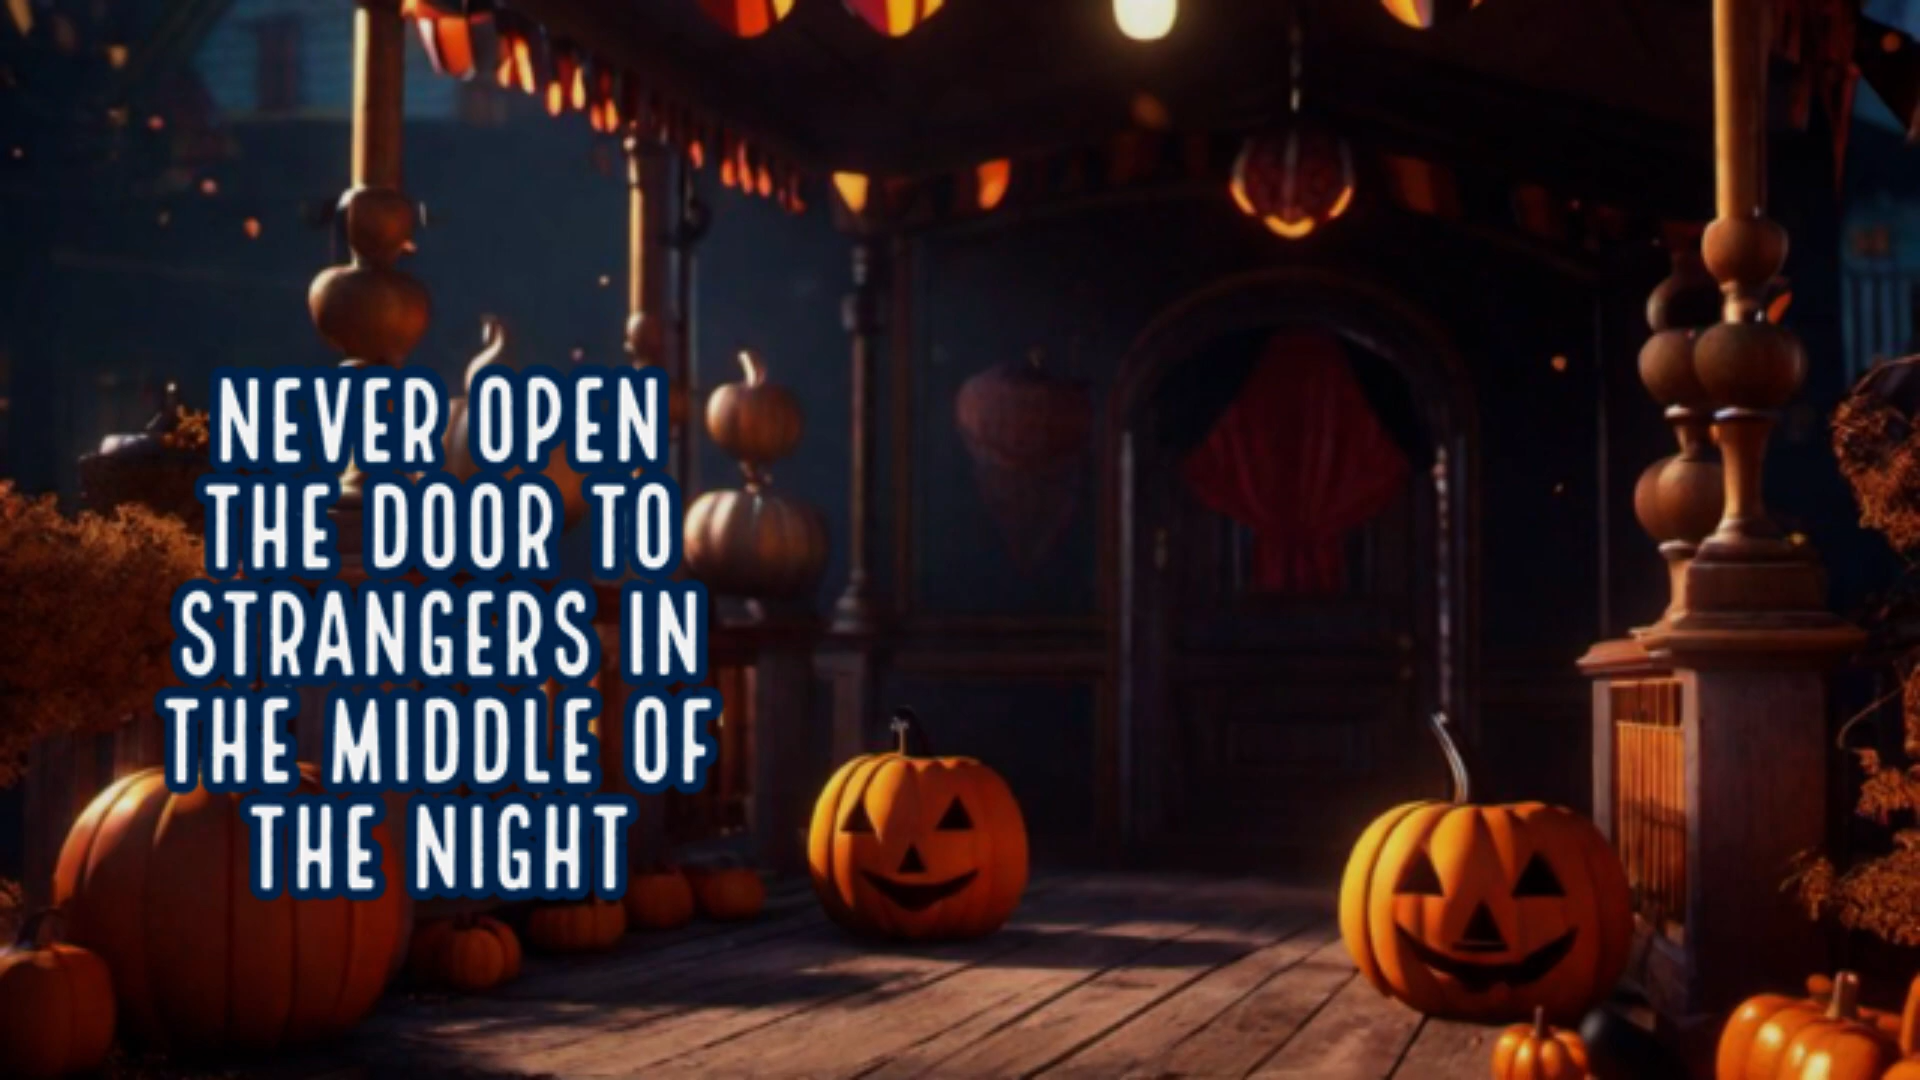 NEVER OPEN
THE DOOR TO
STRANGERS IN
THE MIDDLE OF
THE NIGHT